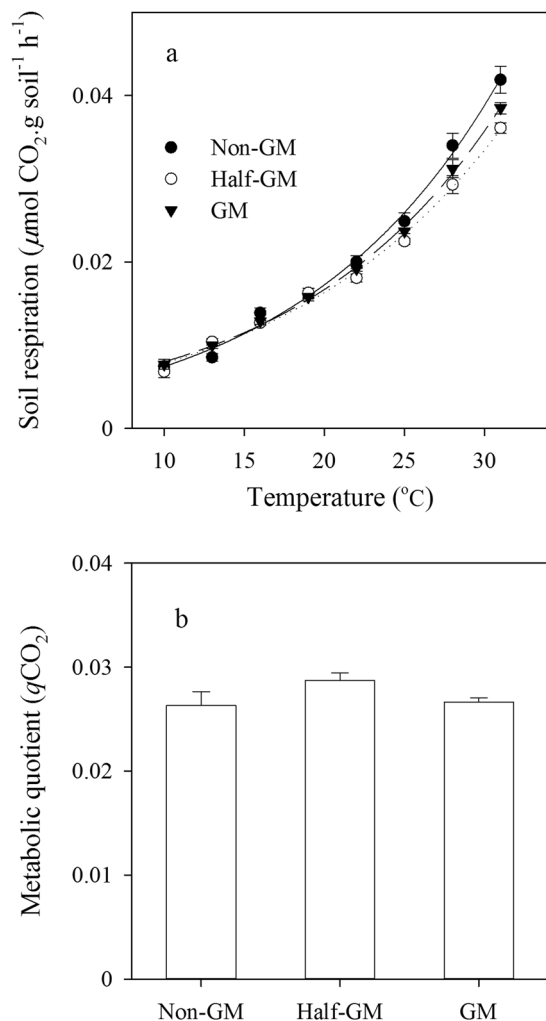 a
Non-GM
Half-GM
GM
Soil respiration (µmol CO₂.g soil⁻¹ h⁻¹)
0.04
0.02
0
10 15 20 25 30
Temperature (°C)
b
Metabolic quotient (qCO₂)
0.04
0.03
0.02
0.01
0
Non-GM Half-GM GM